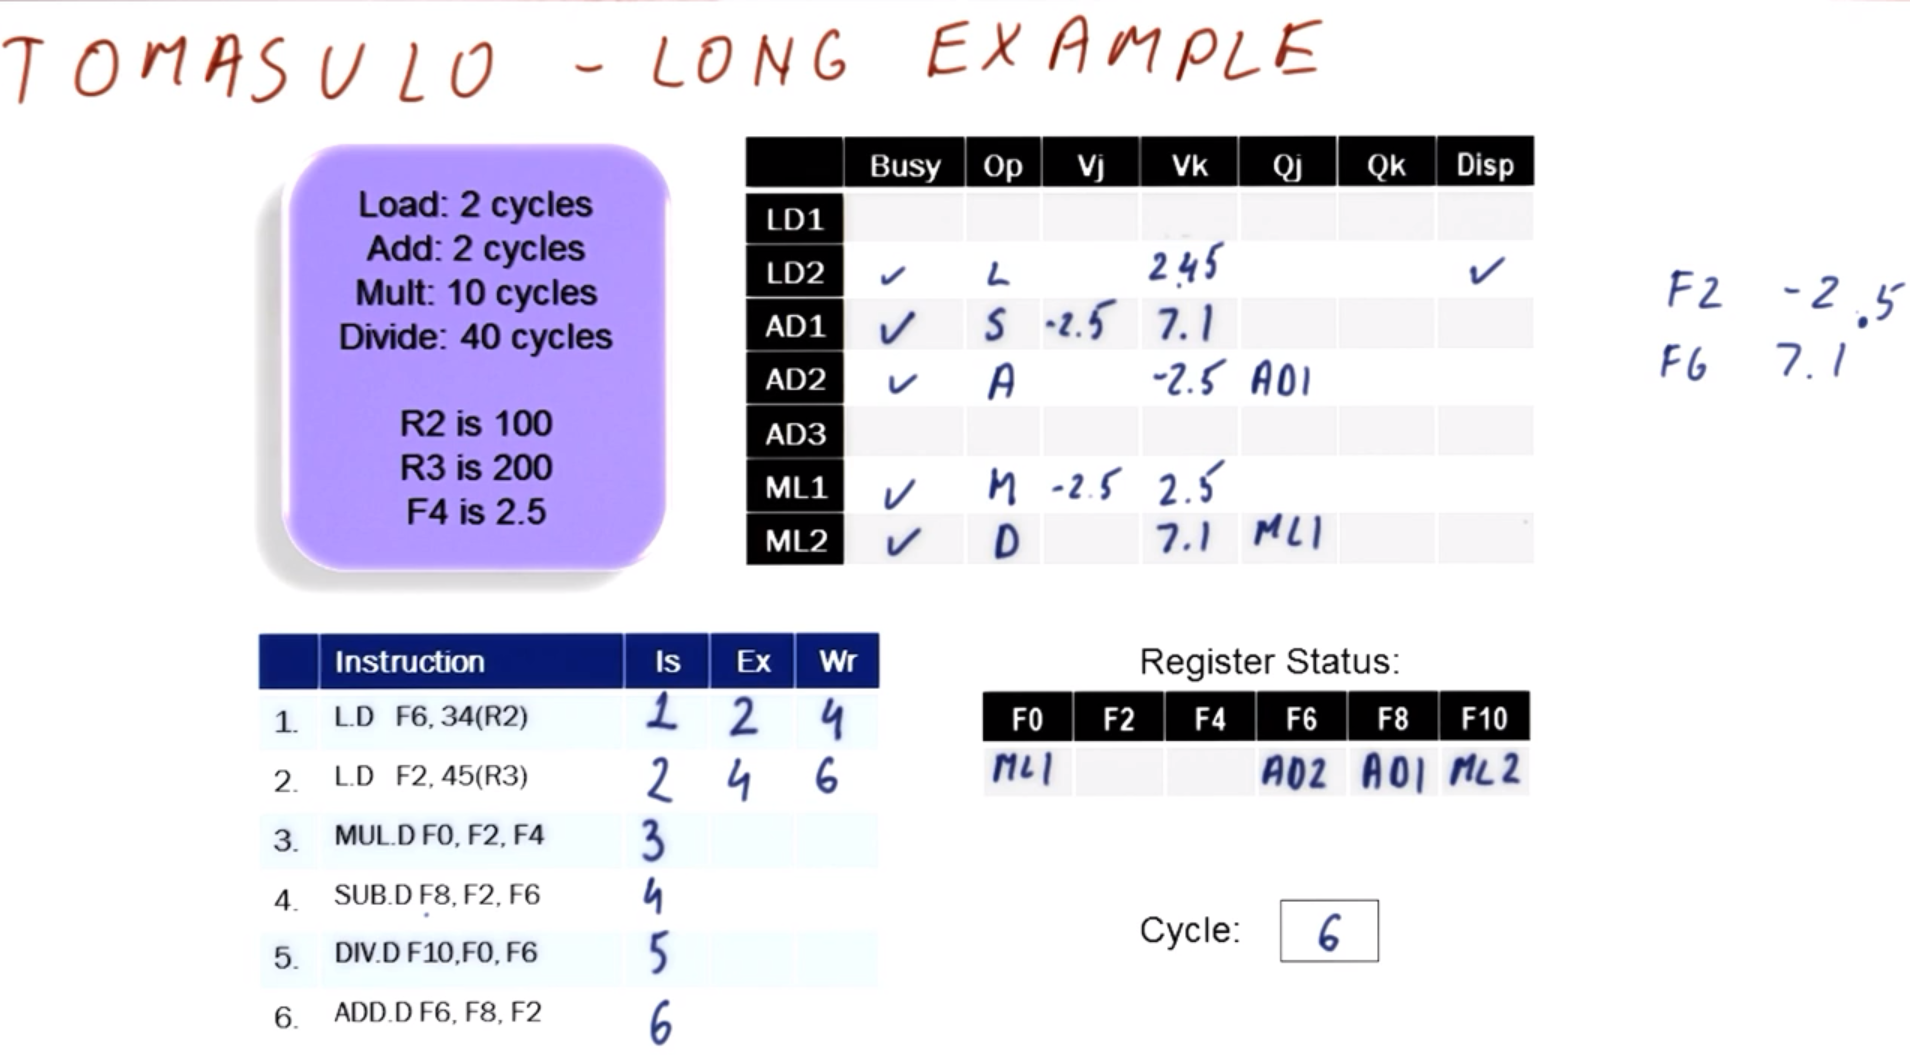 TOMASULO - LONG EXAMPLE
Load: 2 cycles
Add: 2 cycles
Mult: 10 cycles
Divide: 40 cycles
R2 is 100
R3 is 200
F4 is 2.5
Busy Op Vj Vk Qj Qk Disp
LD1
LD2 ✓ L 245 ✓
AD1 ✓ S -2.5 7.1
AD2 ✓ A -2.5 AD1
AD3
ML1 ✓ M -2.5 2.5
ML2 ✓ D 7.1 ML1
F2 -2.5
F6 7.1
Instruction Is Ex Wr
1. L.D F6, 34(R2) 1 2 4
2. L.D F2, 45(R3) 2 4 6
3. MUL.D F0, F2, F4 3
4. SUB.D F8, F2, F6 4
5. DIV.D F10,F0, F6 5
6. ADD.D F6, F8, F2 6
Register Status:
F0 F2 F4 F6 F8 F10
ML1 AD2 AD1 ML2
Cycle: 6